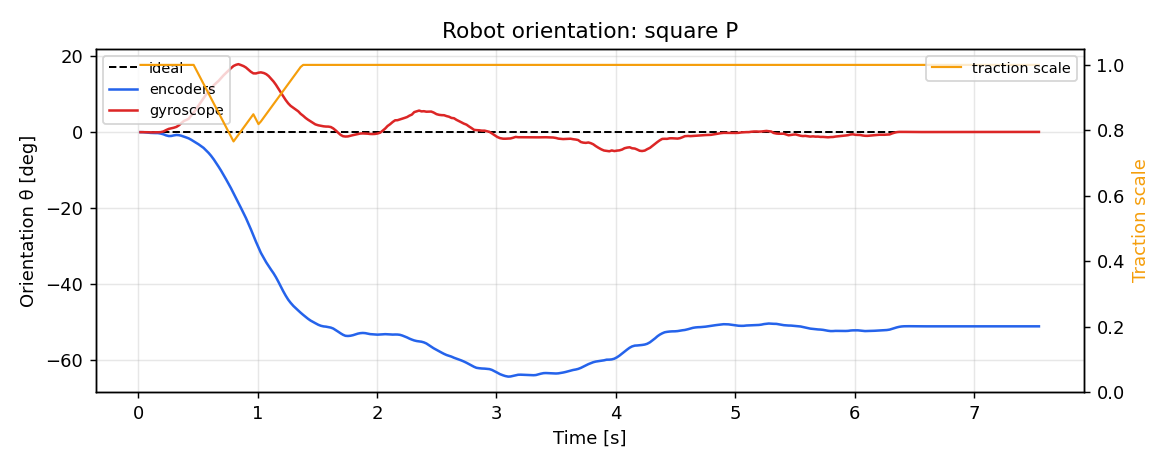 Robot orientation: square P
ideal
encoders
gyroscope
traction scale
20
0
−20
−40
−60
Orientation θ [deg]
1.0
0.8
0.6
0.4
0.2
0.0
Traction scale
0 1 2 3 4 5 6 7
Time [s]